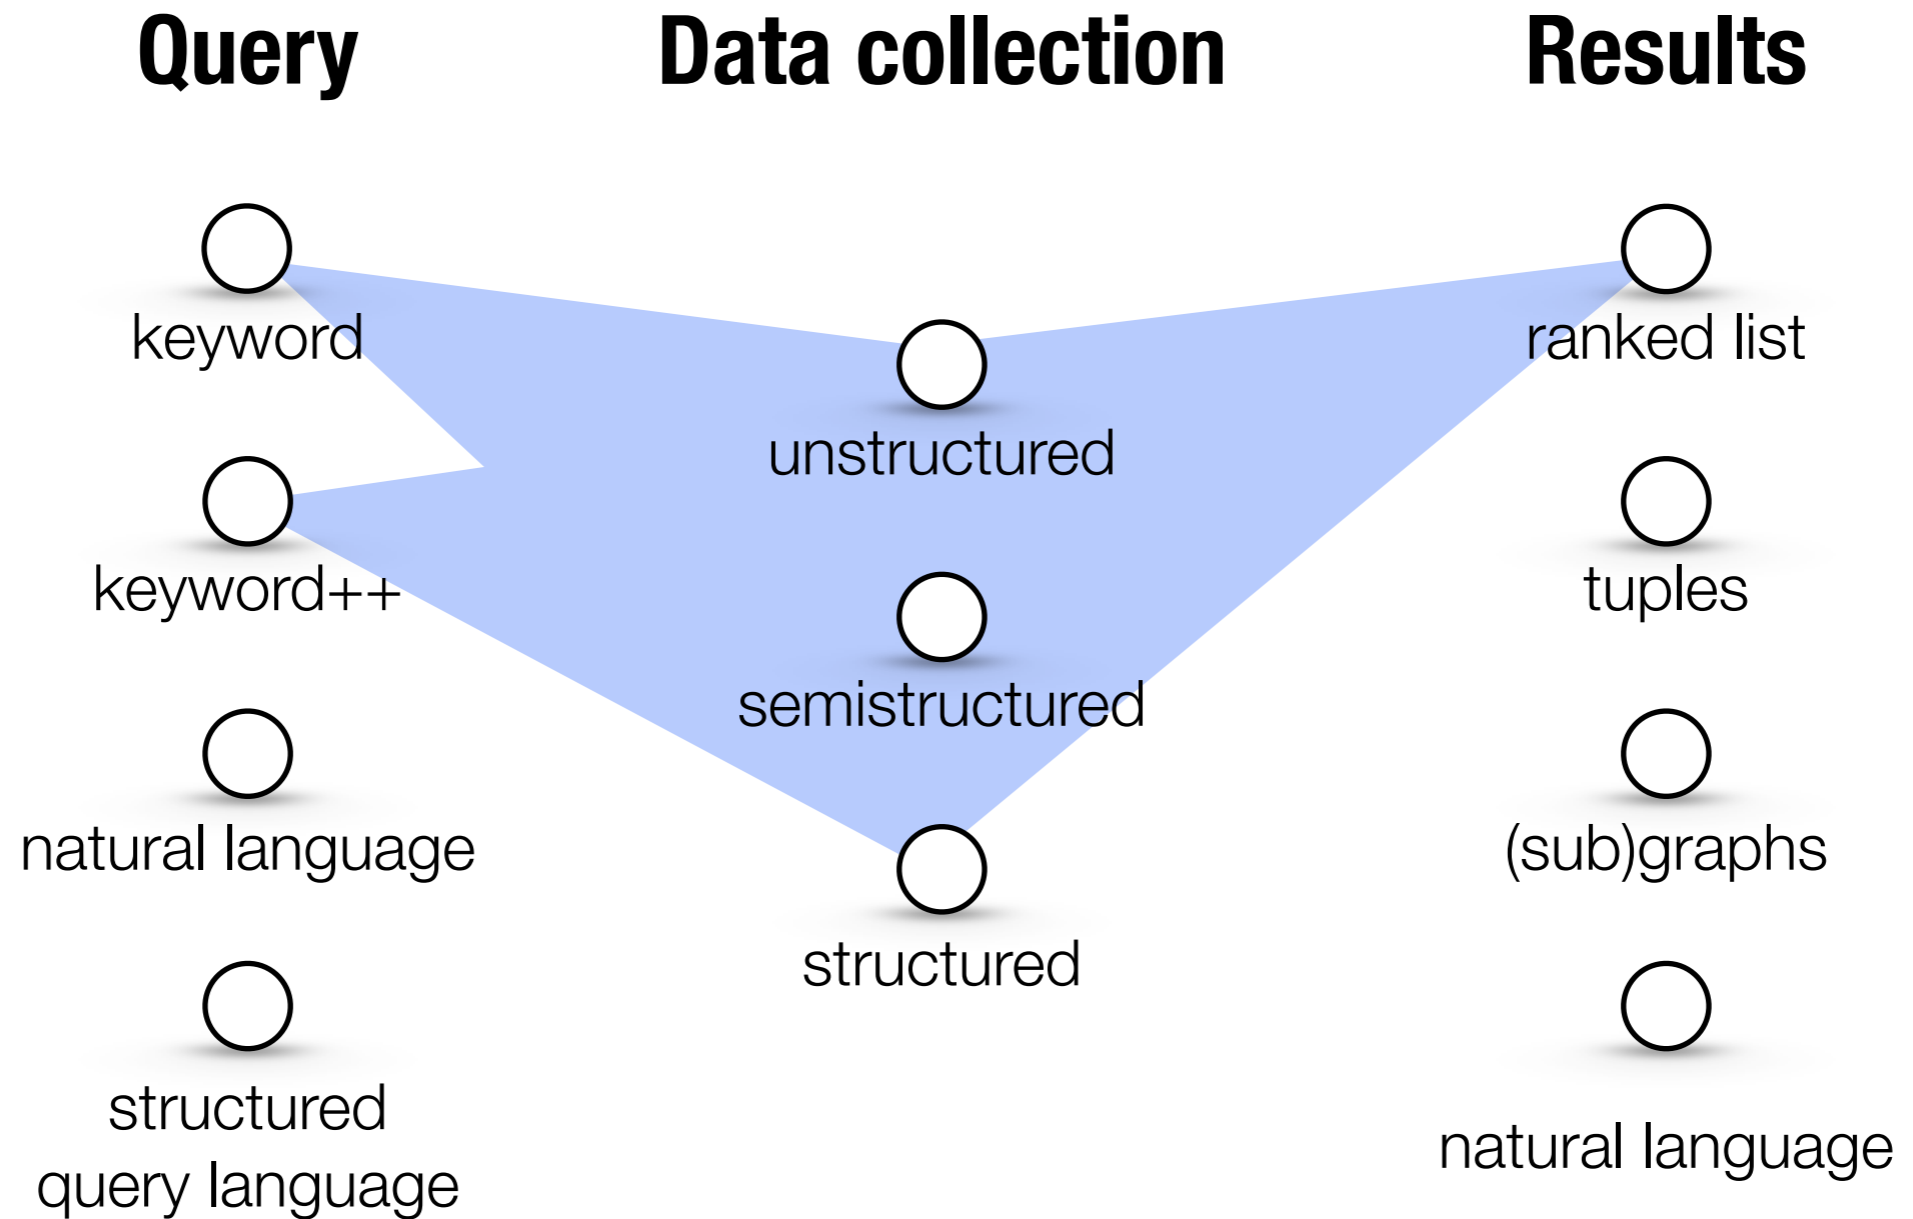 Query
Data collection
Results
keyword
keyword++
natural language
structured
query language
unstructured
semistructured
structured
ranked list
tuples
(sub)graphs
natural language